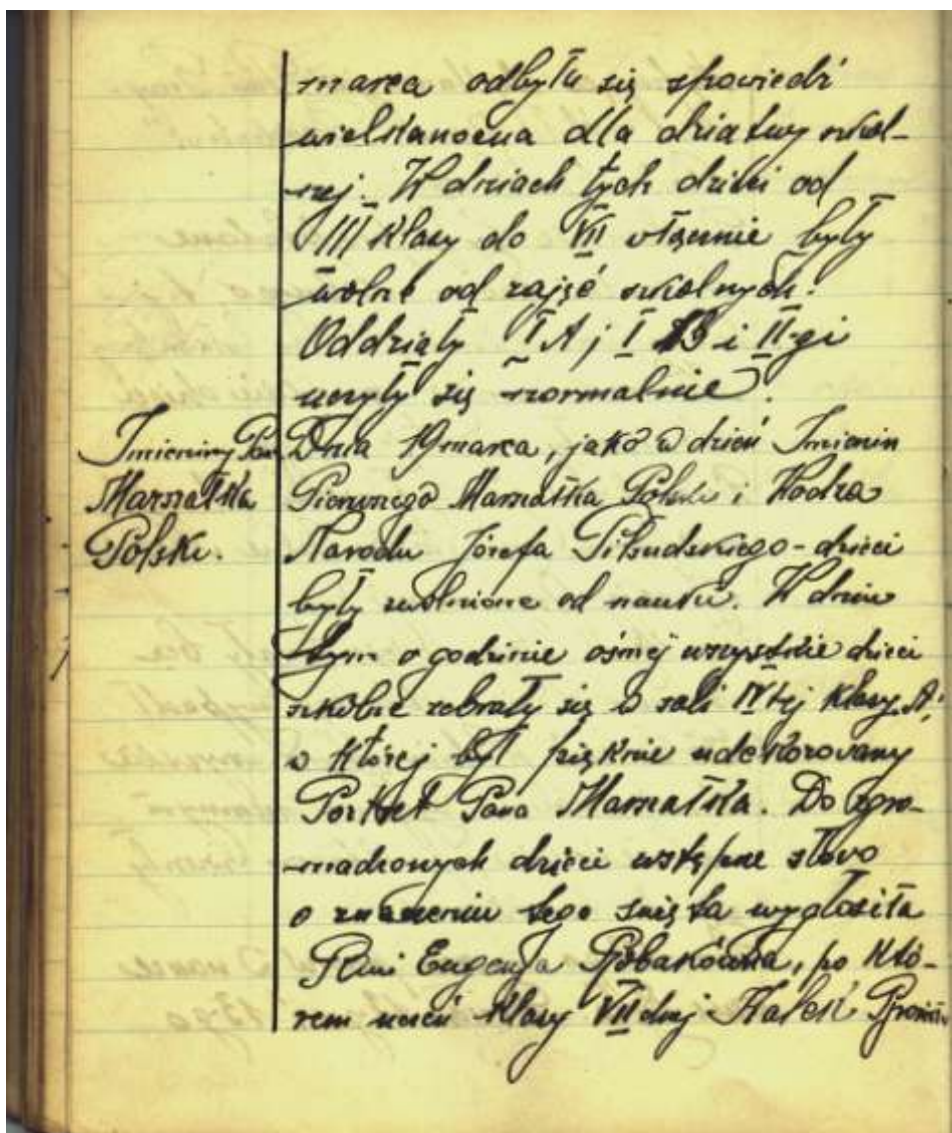 marca odbyła się spowiedź
wielkanocna dla dziatwy szkol-
nej. W dniach tych dzieci od
III klasy do VII włącznie były
wolne od zajęć szkolnych.
Oddziały I A; I B i II-gi
uczyły się normalnie.
Imieniny Pana
Marszałka
Polski.
Dnia 19 marca, jako w dzień Imienin
Pierwszego Marszałka Polski i Wodza
Narodu Józefa Piłsudskiego - dzieci
były zwolnione od nauki. W dniu
tym o godzinie ósmej wszystkie dzieci
szkolne zebrały się w sali IV tej klasy A,
w której był pięknie udekorowany
Portret Pana Marszałka. Do zgro-
madzonych dzieci wstępne słowo
o znaczeniu tego święta wygłosiła
Pani Eugenja, po któ-
rem uczeń klasy VII dmej